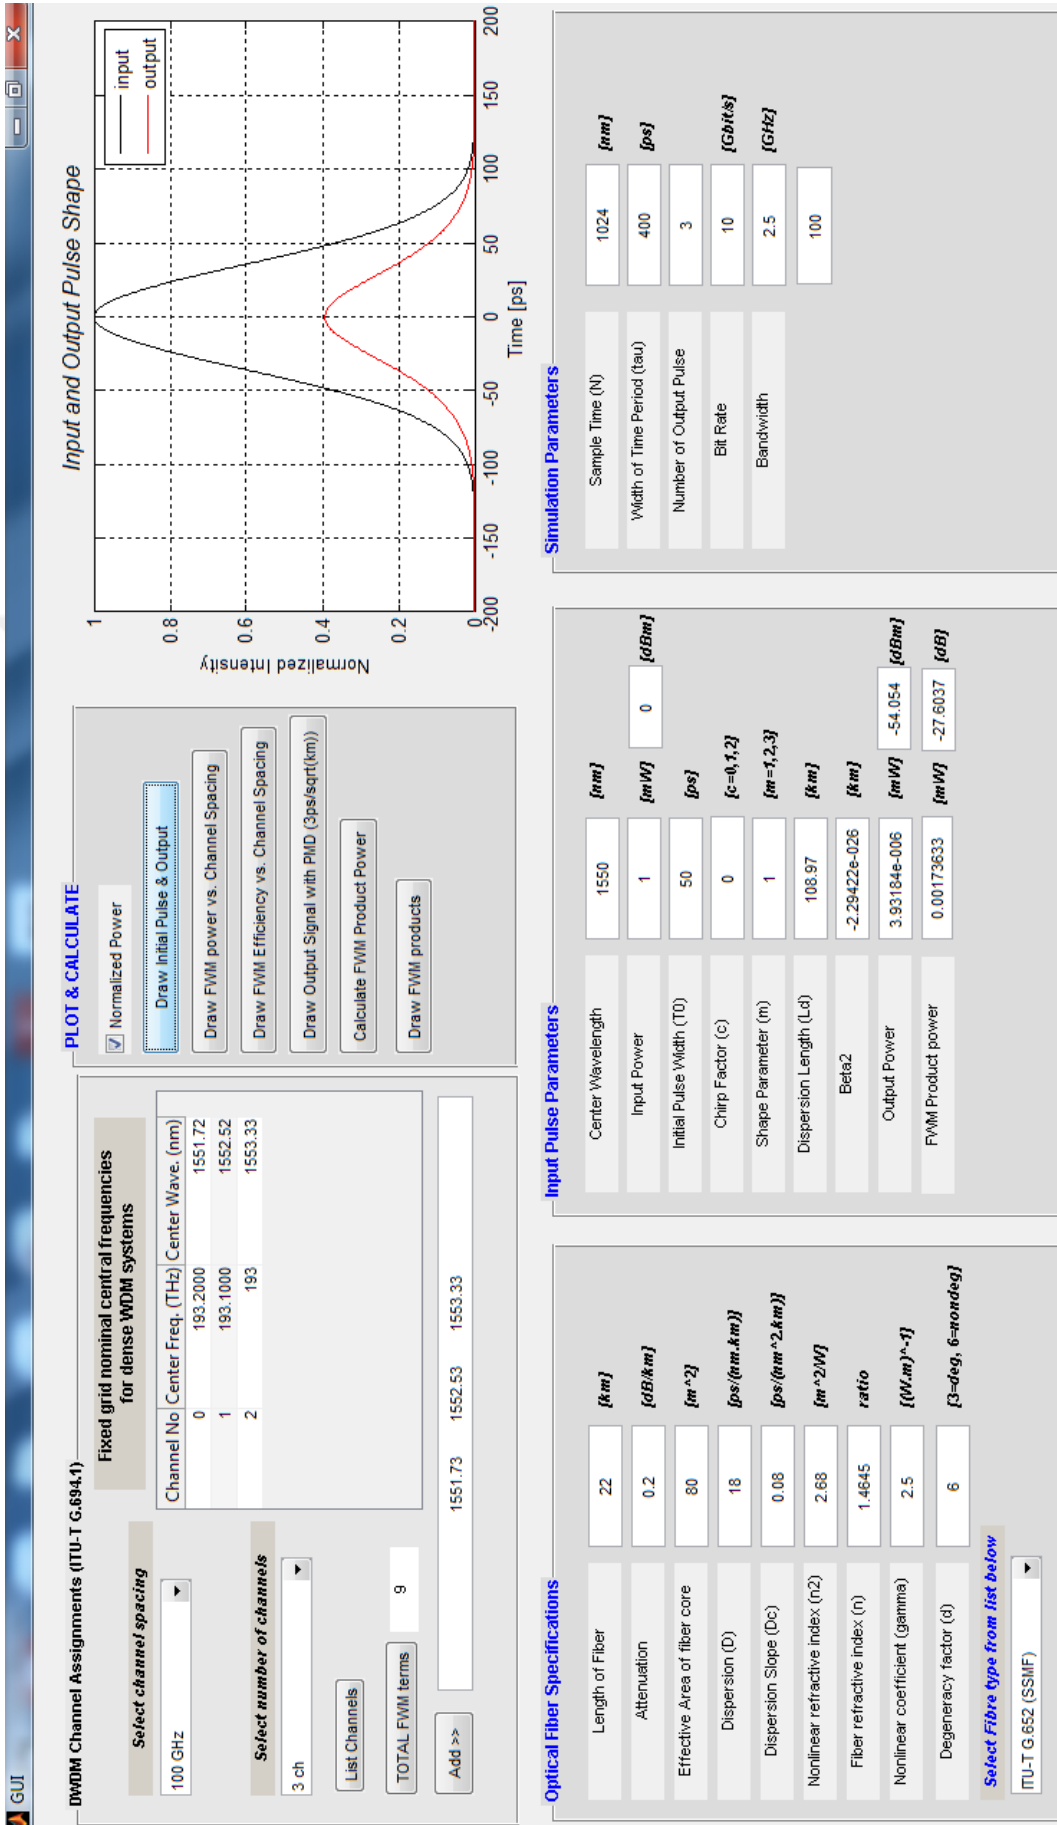 GUI
DWDM Channel Assignments (ITU-T G.694.1)
Select channel spacing
100 GHz
Select number of channels
3 ch
List Channels
TOTAL FWM terms 9
Add >> 1551.73 1552.53 1553.33
Fixed grid nominal central frequencies
for dense WDM systems
Channel No Center Freq. (THz) Center Wave. (nm)
0 193.2000 1551.72
1 193.1000 1552.52
2 193 1553.33
PLOT & CALCULATE
Normalized Power
Draw Initial Pulse & Output
Draw FWM power vs. Channel Spacing
Draw FWM Efficiency vs. Channel Spacing
Draw Output Signal with PMD (3ps/sqrt(km))
Calculate FWM Product Power
Draw FWM products
Input and Output Pulse Shape
input
output
Normalized Intensity
1
0.8
0.6
0.4
0.2
0
-200 -150 -100 -50 0 50 100 150 200
Time [ps]
Optical Fiber Specifications
Length of Fiber 22 [km]
Attenuation 0.2 [dB/km]
Effective Area of fiber core 80 [m^2]
Dispersion (D) 18 [ps/(nm.km)]
Dispersion Slope (Dc) 0.08 [ps/(nm^2.km)]
Nonlinear refractive index (n2) 2.68 [m^2/W]
Fiber refractive index (n) 1.4645 ratio
Nonlinear coefficient (gamma) 2.5 [(W.m)^-1]
Degeneracy factor (d) 6 [3=deg, 6=nondeg]
Select Fibre type from list below
ITU-T G.652 (SSMF)
Input Pulse Parameters
Center Wavelength 1550 [nm]
Input Power 1 [mW] 0 [dBm]
Initial Pulse Width (T0) 50 [ps]
Chirp Factor (c) 0 [c=0,1,2]
Shape Parameter (m) 1 [m=1,2,3]
Dispersion Length (Ld) 108.97 [km]
Beta2 -2.29422e-026 [km]
Output Power 3.93184e-006 [mW] -54.054 [dBm]
FWM Product power 0.00173633 [mW] -27.6037 [dB]
Simulation Parameters
Sample Time (N) 1024 [nm]
Width of Time Period (tau) 400 [ps]
Number of Output Pulse 3
Bit Rate 10 [Gbit/s]
Bandwidth 2.5 [GHz]
100